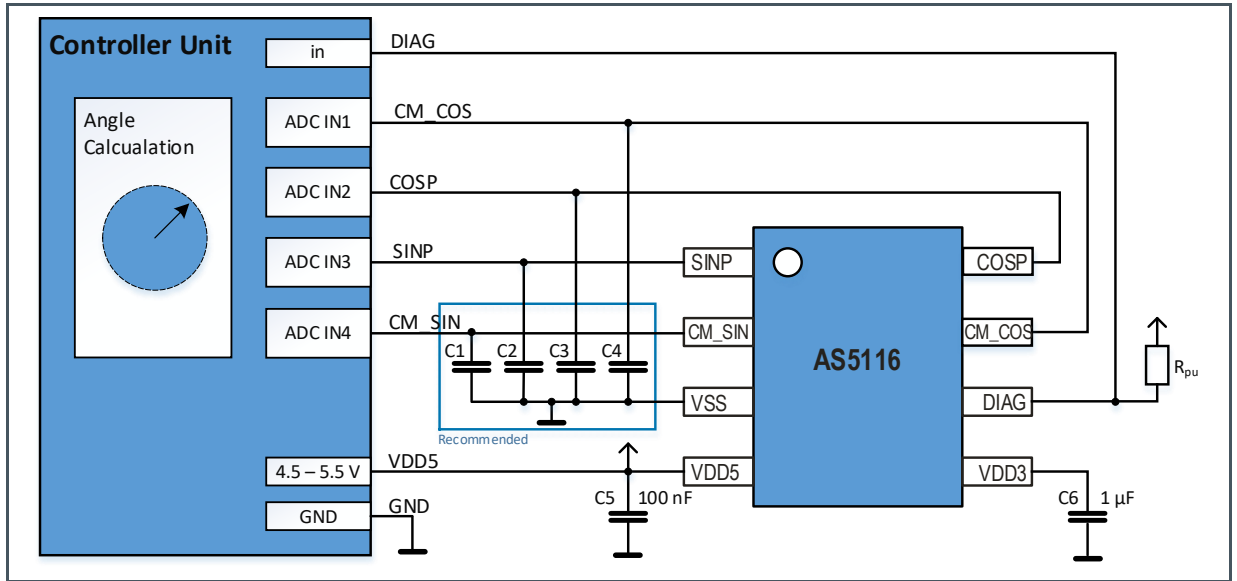 Controller Unit
in
DIAG
Angle
Calcualation
ADC IN1
CM_COS
ADC IN2
COSP
ADC IN3
SINP
ADC IN4
CM_SIN
C1
C2
C3
C4
Recommended
4.5 – 5.5 V
VDD5
GND
GND
C5
100 nF
SINP
CM_SIN
VSS
VDD5
AS5116
COSP
CM_COS
DIAG
VDD3
Rpu
C6
1 µF